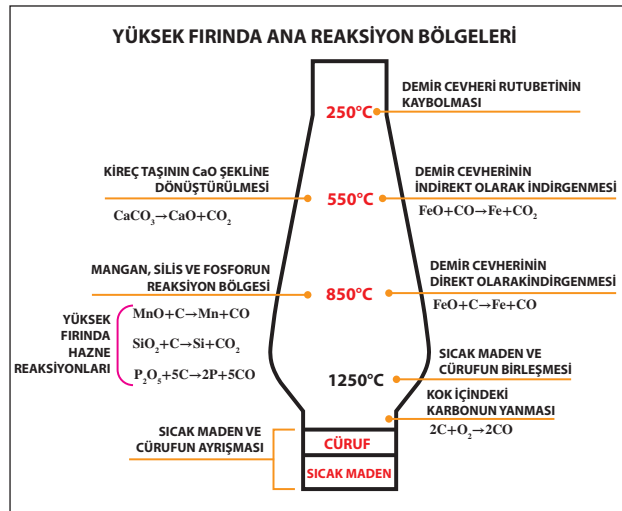 YÜKSEK FIRINDA ANA REAKSİYON BÖLGELERİ
250°C
DEMİR CEVHERİ RUTUBETİNİN
KAYBOLMASI
KİREÇ TAŞININ CaO ŞEKLİNE
DÖNÜŞTÜRÜLMESİ
CaCO₃→CaO+CO₂
550°C
DEMİR CEVHERİNİN
İNDİREKT OLARAK İNDİRGENMESİ
FeO+CO→Fe+CO₂
MANGAN, SİLİS VE FOSFORUN
REAKSİYON BÖLGESİ
850°C
DEMİR CEVHERİNİN
DİREKT OLARAKİNDİRGENMESİ
FeO+C→Fe+CO
YÜKSEK
FIRINDA
HAZNE
REAKSİYONLARI
MnO+C→Mn+CO
SiO₂+C→Si+CO₂
P₂O₅+5C→2P+5CO
1250°C
SICAK MADEN VE
CÜRUFUN BİRLEŞMESİ
KOK İÇİNDEKİ
KARBONUN YANMASI
2C+O₂→2CO
SICAK MADEN VE
CÜRUFUN AYRIŞMASI
CÜRUF
SICAK MADEN